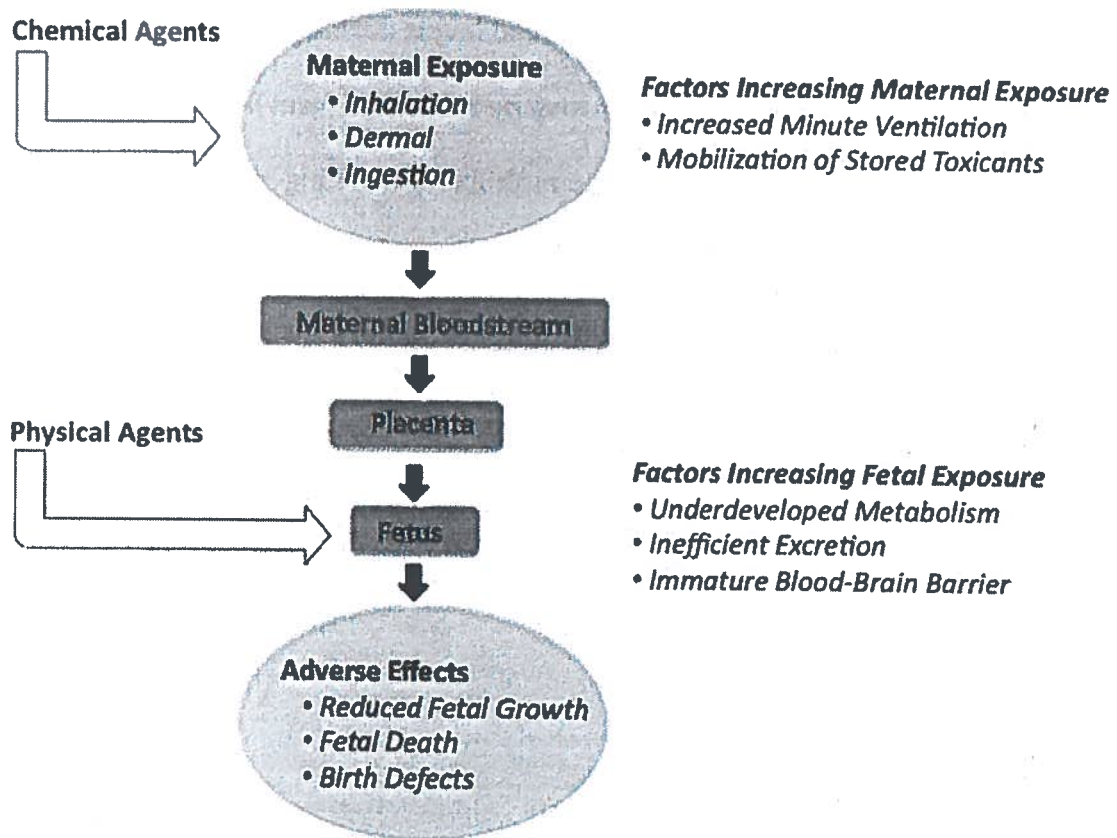 Chemical Agents
Maternal Exposure
• Inhalation
• Dermal
• Ingestion
Factors Increasing Maternal Exposure
• Increased Minute Ventilation
• Mobilization of Stored Toxicants
Maternal Bloodstream
Placenta
Physical Agents
Fetus
Factors Increasing Fetal Exposure
• Underdeveloped Metabolism
• Inefficient Excretion
• Immature Blood-Brain Barrier
Adverse Effects
• Reduced Fetal Growth
• Fetal Death
• Birth Defects